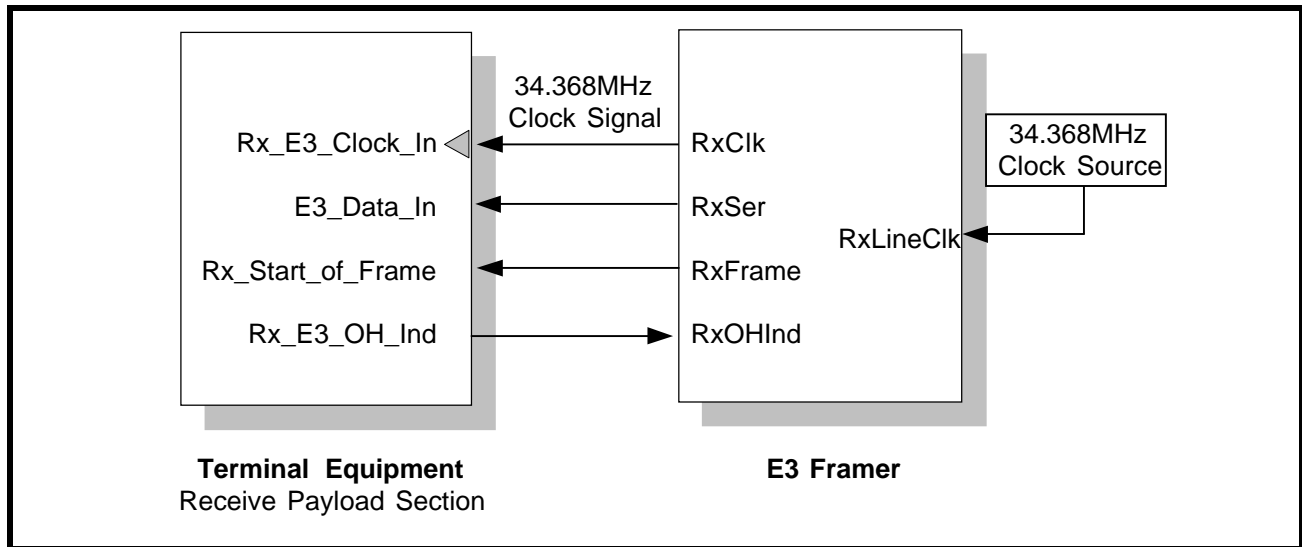 34.368MHz
Clock Signal
Rx_E3_Clock_In
RxClk
34.368MHz
Clock Source
E3_Data_In
RxSer
RxLineClk
Rx_Start_of_Frame
RxFrame
Rx_E3_OH_Ind
RxOHInd
Terminal Equipment
Receive Payload Section
E3 Framer